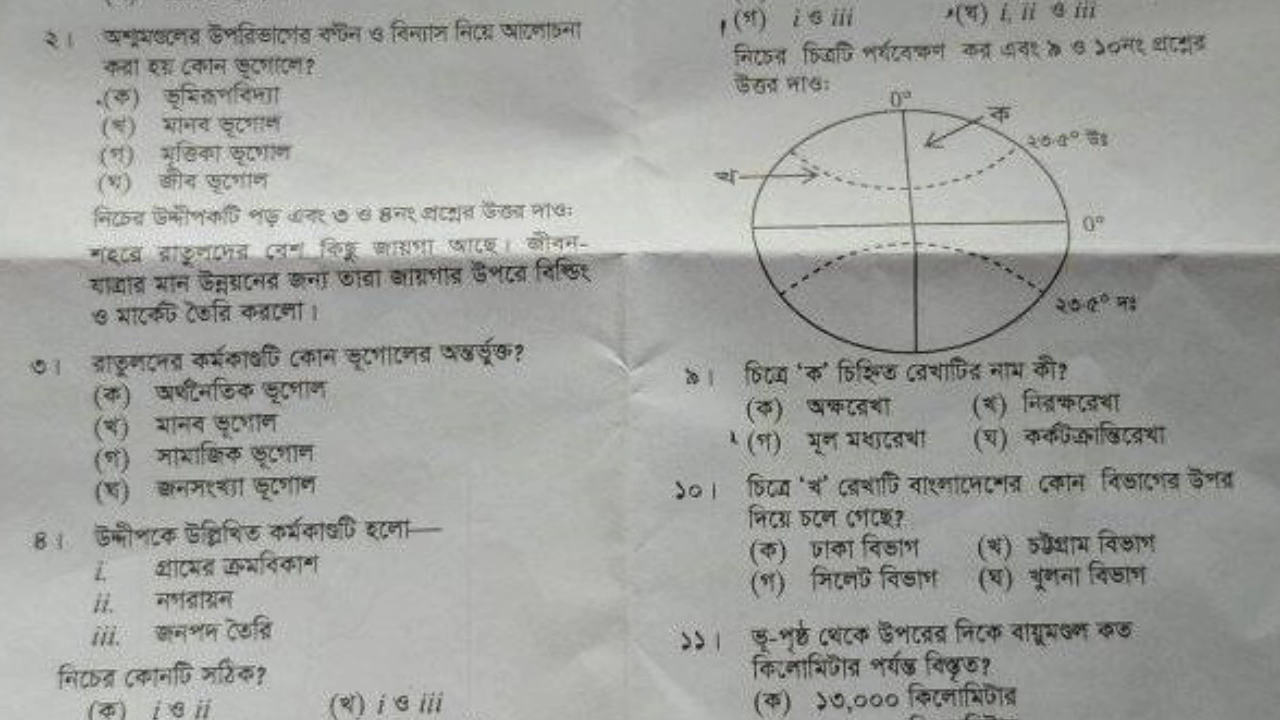 ২। অশ্মমণ্ডলের উপরিভাগের বণ্টন ও বিন্যাস নিয়ে আলোচনা
করা হয় কোন ভূগোলে?
(ক) ভূমিরূপবিদ্যা
(খ) মানব ভূগোল
(গ) মৃত্তিকা ভূগোল
(ঘ) জীব ভূগোল
নিচের উদ্দীপকটি পড় এবং ৩ ও ৪নং প্রশ্নের উত্তর দাও:
শহরে রাতুলদের বেশ কিছু জায়গা আছে। জীবন-
যাত্রার মান উন্নয়নের জন্য তারা জায়গার উপরে বিল্ডিং
ও মার্কেট তৈরি করলো।
৩। রাতুলদের কর্মকাণ্ডটি কোন ভূগোলের অন্তর্ভুক্ত?
(ক) অর্থনৈতিক ভূগোল
(খ) মানব ভূগোল
(গ) সামাজিক ভূগোল
(ঘ) জনসংখ্যা ভূগোল
৪। উদ্দীপকে উল্লিখিত কর্মকাণ্ডটি হলো—
i. গ্রামের ক্রমবিকাশ
ii. নগরায়ন
iii. জনপদ তৈরি
নিচের কোনটি সঠিক?
(ক) i ও ii (খ) i ও iii
(গ) i ও iii (ঘ) i, ii ও iii
নিচের চিত্রটি পর্যবেক্ষণ কর এবং ৯ ও ১০নং প্রশ্নের
উত্তর দাও:
0°
ক
২৩.৫° উঃ
খ
0°
২৩.৫° দঃ
৯। চিত্রে 'ক' চিহ্নিত রেখাটির নাম কী?
(ক) অক্ষরেখা (খ) নিরক্ষরেখা
(গ) মূল মধ্যরেখা (ঘ) কর্কটক্রান্তিরেখা
১০। চিত্রে 'খ' রেখাটি বাংলাদেশের কোন বিভাগের উপর
দিয়ে চলে গেছে?
(ক) ঢাকা বিভাগ (খ) চট্টগ্রাম বিভাগ
(গ) সিলেট বিভাগ (ঘ) খুলনা বিভাগ
১১। ভূ-পৃষ্ঠ থেকে উপরের দিকে বায়ুমণ্ডল কত
কিলোমিটার পর্যন্ত বিস্তৃত?
(ক) ১৩,০০০ কিলোমিটার